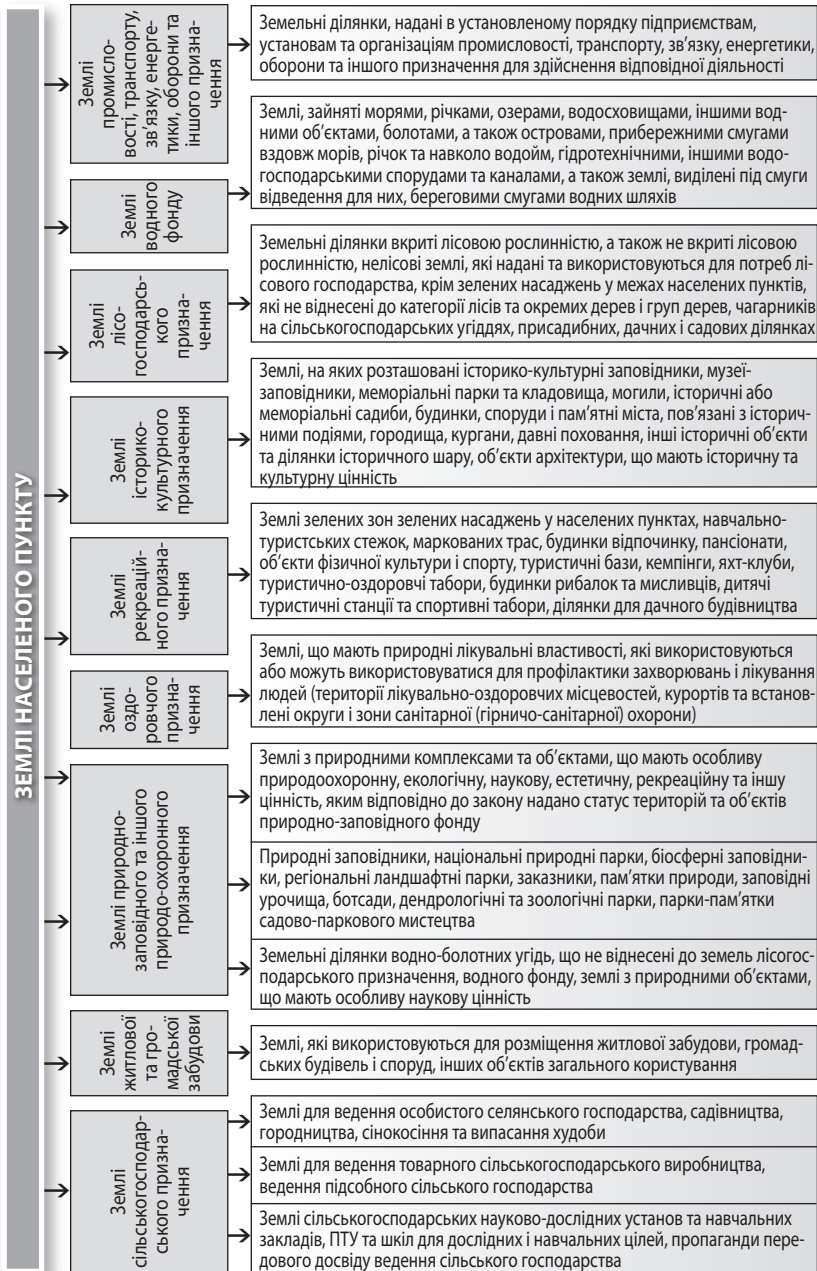 ЗЕМЛІ НАСЕЛЕНОГО ПУНКТУ
Землі
промисло-
вості, транспорту,
зв’язку, енерге-
тики, оборони та
іншого призна-
чення
Земельні ділянки, надані в установленому порядку підприємствам,
установам та організаціям промисловості, транспорту, зв’язку, енергетики,
оборони та іншого призначення для здійснення відповідної діяльності
Землі
водного
фонду
Землі, зайняті морями, річками, озерами, водосховищами, іншими вод-
ними об’єктами, болотами, а також островами, прибережними смугами
вздовж морів, річок та навколо водойм, гідротехнічними, іншими водо-
господарськими спорудами та каналами, а також землі, виділені під смуги
відведення для них, береговими смугами водних шляхів
Землі
лісо-
господарсь-
кого
призна-
чення
Земельні ділянки вкриті лісовою рослинністю, а також не вкриті лісовою
рослинністю, нелісові землі, які надані та використовуються для потреб лі-
сового господарства, крім зелених насаджень у межах населених пунктів,
які не віднесені до категорії лісів та окремих дерев і груп дерев, чагарників
на сільськогосподарських угіддях, присадибних, дачних і садових ділянках
Землі
історико-
культурного
призначення
Землі, на яких розташовані історико-культурні заповідники, музеї-
заповідники, меморіальні парки та кладовища, могили, історичні або
меморіальні садиби, будинки, споруди і пам’ятні міста, пов’язані з історич-
ними подіями, городища, кургани, давні поховання, інші історичні об’єкти
та ділянки історичного шару, об’єкти архітектури, що мають історичну та
культурну цінність
Землі
рекреацій-
ного призна-
чення
Землі зелених зон зелених насаджень у населених пунктах, навчально-
туристських стежок, маркованих трас, будинки відпочинку, пансіонати,
об’єкти фізичної культури і спорту, туристичні бази, кемпінги, яхт-клуби,
туристично-оздоровчі табори, будинки рибалок та мисливців, дитячі
туристичні станції та спортивні табори, ділянки для дачного будівництва
Землі
оздо-
ровчого
призна-
чення
Землі, що мають природні лікувальні властивості, які використовуються
або можуть використовуватися для профілактики захворювань і лікування
людей (території лікувально-оздоровчих місцевостей, курортів та встанов-
лені округи і зони санітарної (гірничо-санітарної) охорони)
Землі природно-
заповідного та іншого
природо-охоронного
призначення
Землі з природними комплексами та об’єктами, що мають особливу
природоохоронну, екологічну, наукову, естетичну, рекреаційну та іншу
цінність, яким відповідно до закону надано статус територій та об’єктів
природно-заповідного фонду
Природні заповідники, національні природні парки, біосферні заповідни-
ки, регіональні ландшафтні парки, заказники, пам’ятки природи, заповідні
урочища, ботсади, дендрологічні та зоологічні парки, парки-пам’ятки
садово-паркового мистецтва
Земельні ділянки водно-болотних угідь, що не віднесені до земель лісогос-
подарського призначення, водного фонду, землі з природними об’єктами,
що мають особливу наукову цінність
Землі
житлової
та гро-
мадської
забудови
Землі, які використовуються для розміщення житлової забудови, громад-
ських будівель і споруд, інших об’єктів загального користування
Землі
сільськогосподар-
ського призна-
чення
Землі для ведення особистого селянського господарства, садівництва,
городництва, сінокосіння та випасання худоби
Землі для ведення товарного сільськогосподарського виробництва,
ведення підсобного сільського господарства
Землі сільськогосподарських науково-дослідних установ та навчальних
закладів, ПТУ та шкіл для дослідних і навчальних цілей, пропаганди пере-
дового досвіду ведення сільського господарства